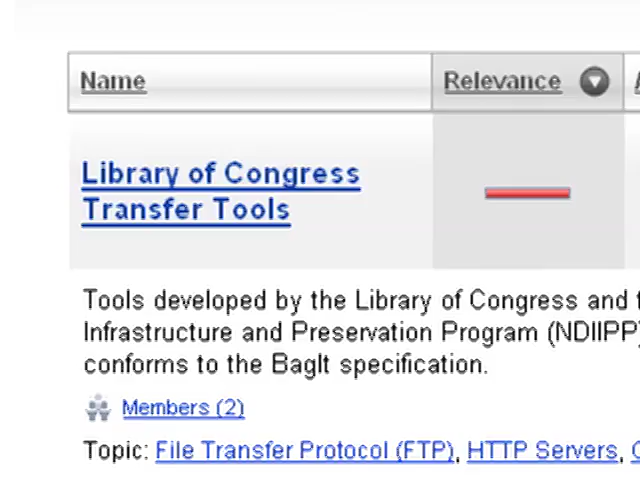 Name Relevance
Library of Congress
Transfer Tools
Tools developed by the Library of Congress and
Infrastructure and Preservation Program (NDIIPP)
conforms to the BagIt specification.
Members (2)
Topic: File Transfer Protocol (FTP), HTTP Servers,